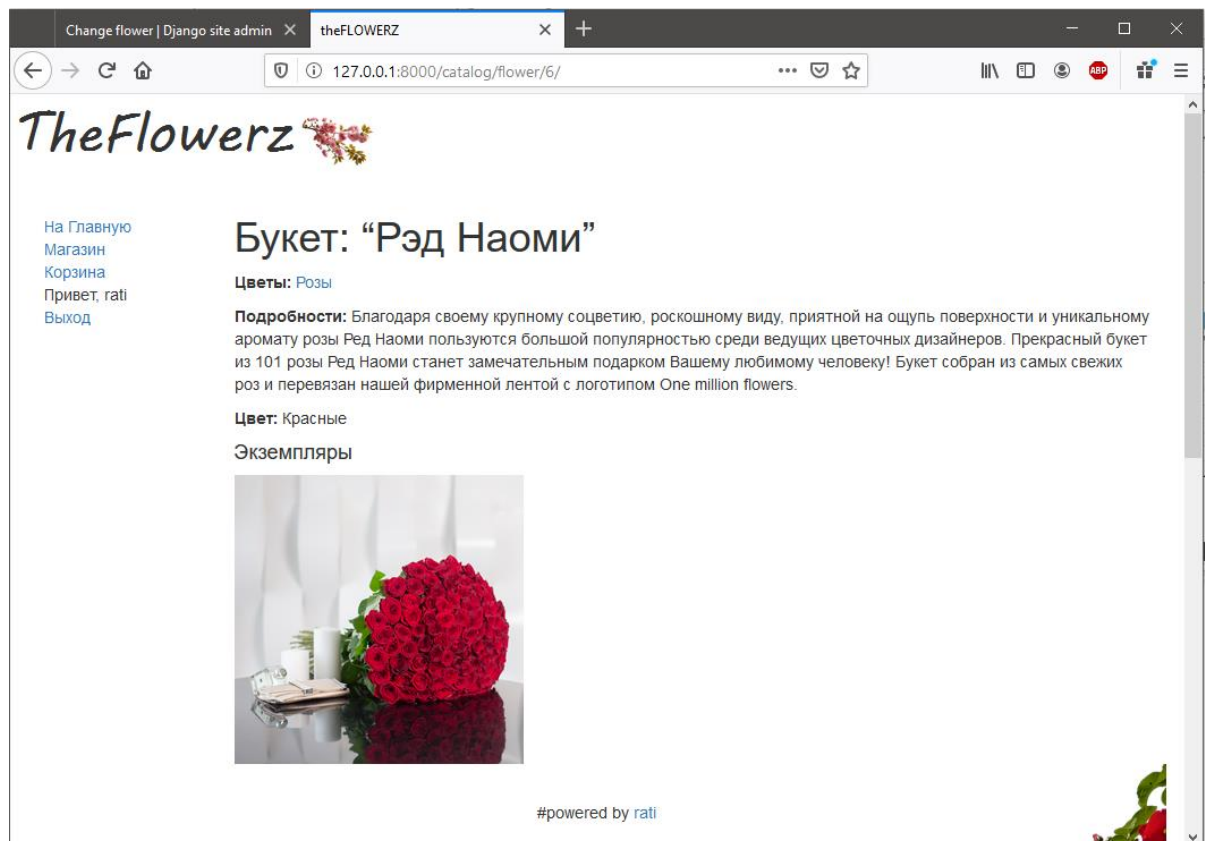 Change flower | Django site admin
theFLOWERZ
127.0.0.1:8000/catalog/flower/6/
ABP
TheFlowerz
На Главную
Магазин
Корзина
Привет, rati
Выход
Букет: “Рэд Наоми”
Цветы: Розы
Подробности: Благодаря своему крупному соцветию, роскошному виду, приятной на ощупь поверхности и уникальному
аромату розы Ред Наоми пользуются большой популярностью среди ведущих цветочных дизайнеров. Прекрасный букет
из 101 розы Ред Наоми станет замечательным подарком Вашему любимому человеку! Букет собран из самых свежих
роз и перевязан нашей фирменной лентой с логотипом One million flowers.
Цвет: Красные
Экземпляры
#powered by rati